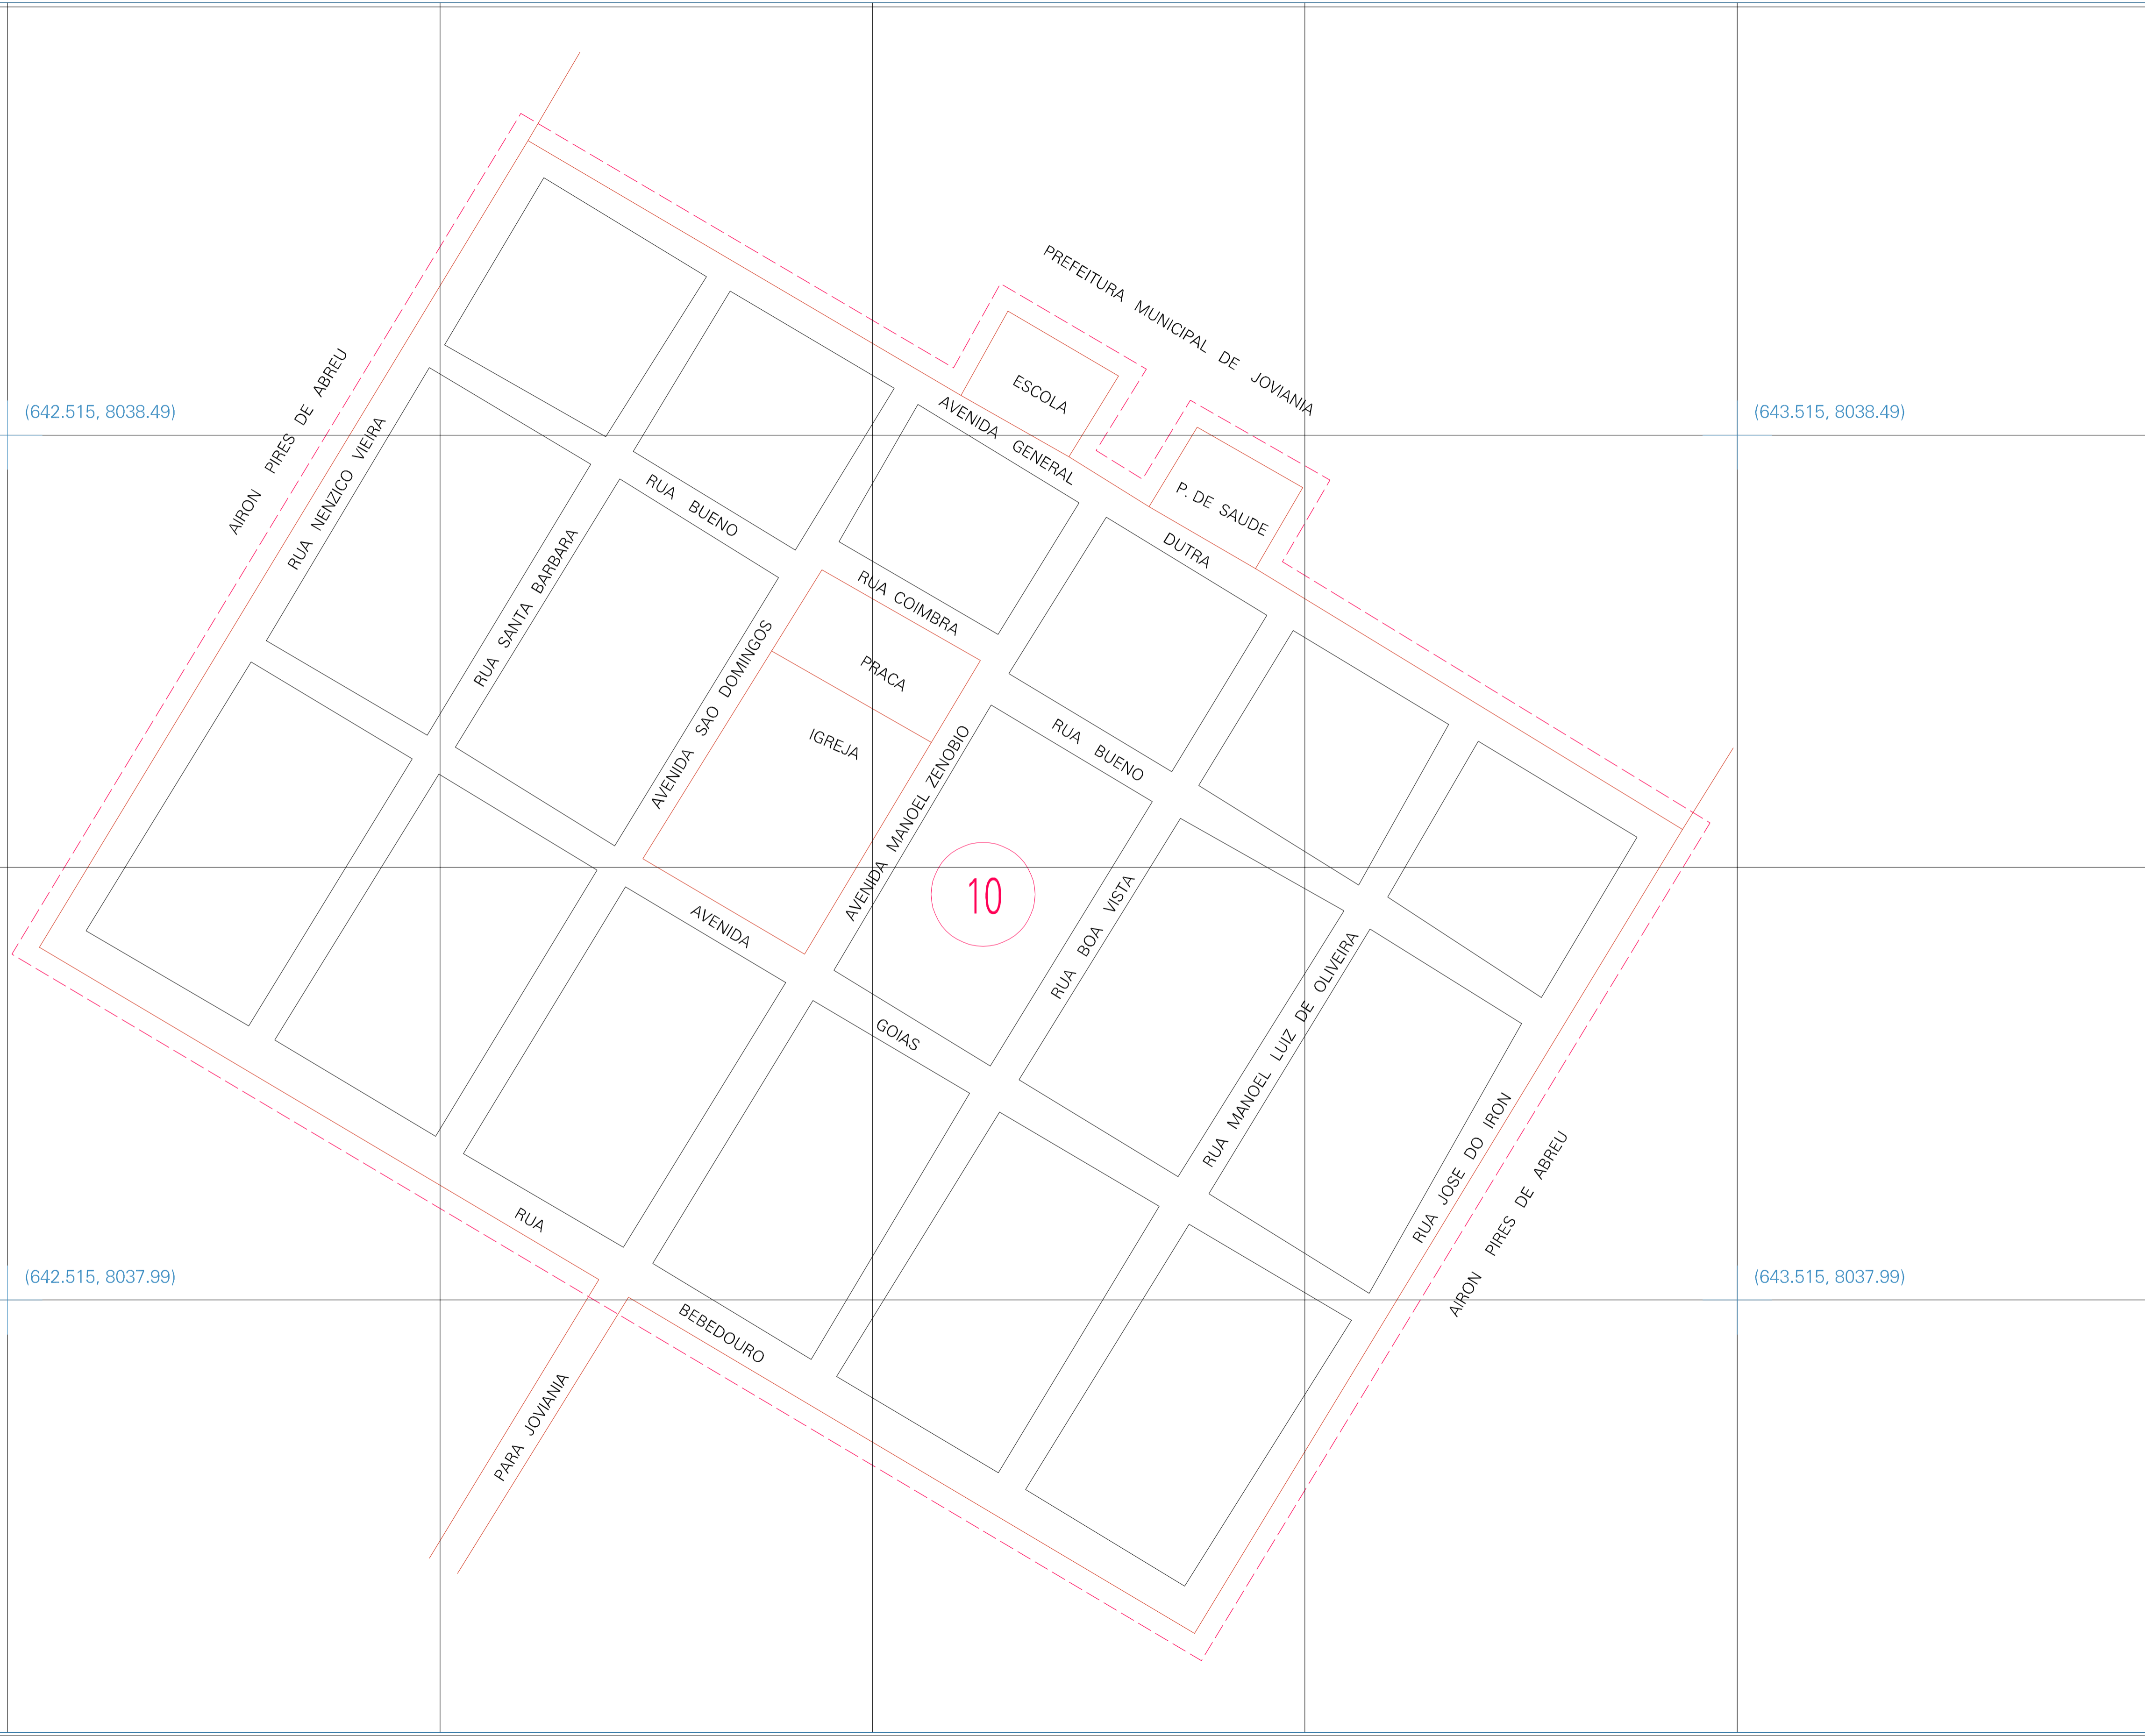 PREFEITURA MUNICIPAL DE JOVIANIA
ESCOLA
AIRON PIRES DE ABREU
(642.515, 8038.49)
(643.515, 8038.49)
AVENIDA GENERAL
DUTRA
P. DE SAUDE
RUA NENZICO VIEIRA
RUA BUENO
RUA SANTA BARBARA
RUA COIMBRA
PRACA
AVENIDA SAO DOMINGOS
IGREJA
RUA BUENO
AVENIDA MANOEL ZENOBIO
10
RUA BOA VISTA
AVENIDA
GOIAS
RUA MANOEL LUIZ DE OLIVEIRA
RUA JOSE DO IRON
AIRON PIRES DE ABREU
RUA
BEBEDOURO
(642.515, 8037.99)
(643.515, 8037.99)
PARA JOVIANIA